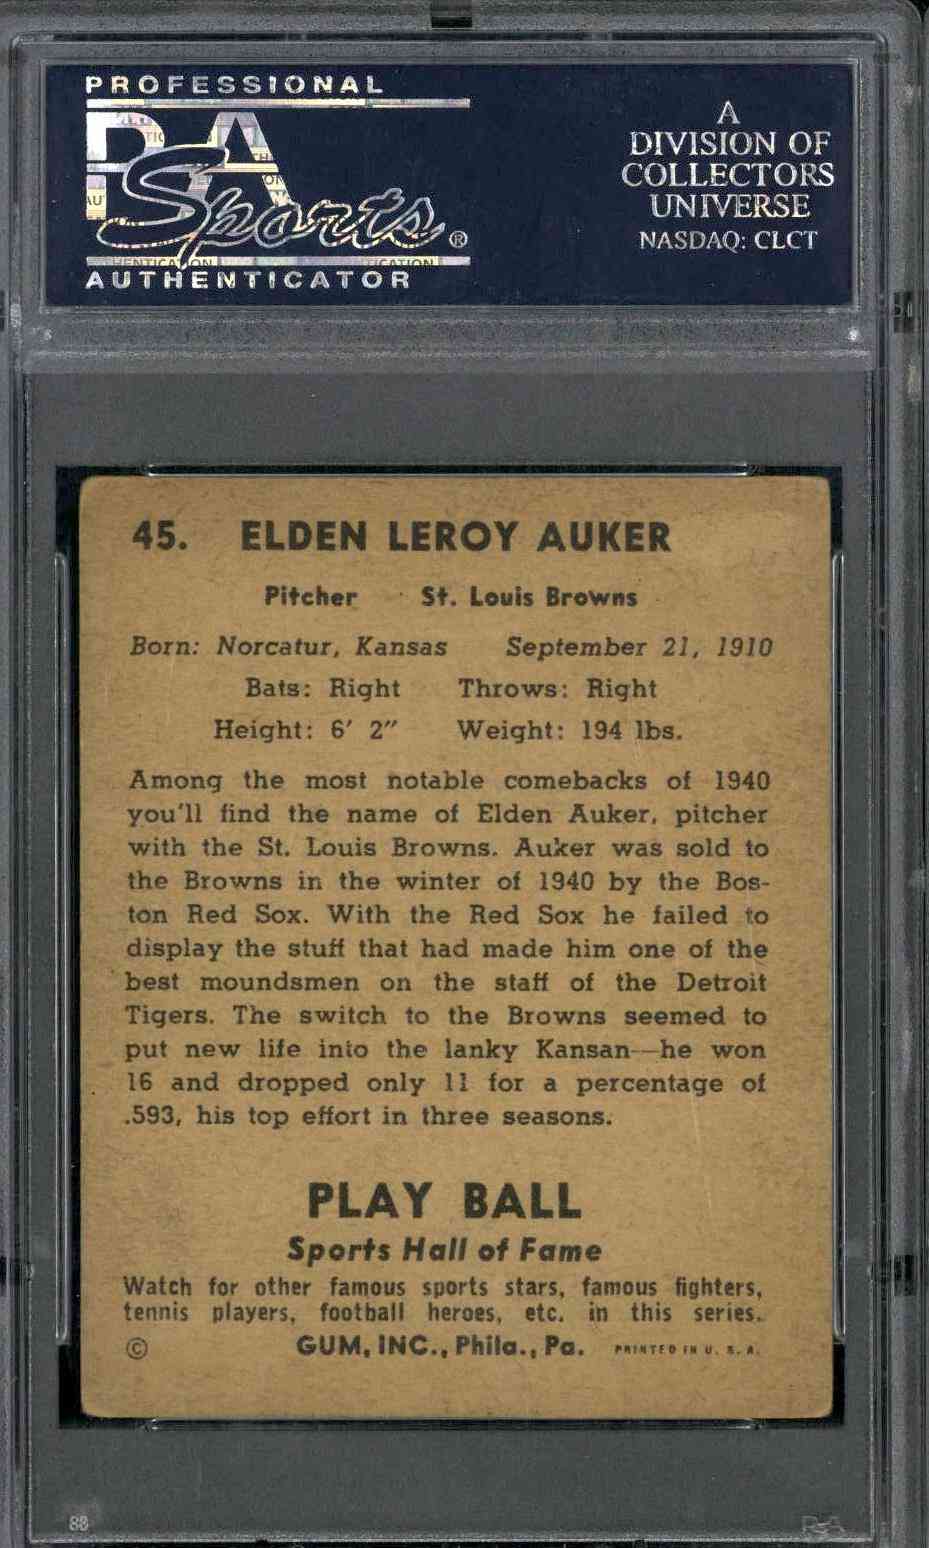 PROFESSIONAL
PSA
Sports®
AUTHENTICATOR
A
DIVISION OF
COLLECTORS
UNIVERSE
NASDAQ: CLCT
45. ELDEN LEROY AUKER
Pitcher St. Louis Browns
Born: Norcatur, Kansas September 21, 1910
Bats: Right Throws: Right
Height: 6′ 2″ Weight: 194 lbs.
Among the most notable comebacks of 1940
you'll find the name of Elden Auker, pitcher
with the St. Louis Browns. Auker was sold to
the Browns in the winter of 1940 by the Bos-
ton Red Sox. With the Red Sox he failed to
display the stuff that had made him one of the
best moundsmen on the staff of the Detroit
Tigers. The switch to the Browns seemed to
put new life into the lanky Kansan—he won
16 and dropped only 11 for a percentage of
.593, his top effort in three seasons.
PLAY BALL
Sports Hall of Fame
Watch for other famous sports stars, famous fighters,
tennis players, football heroes, etc. in this series.
© GUM, INC., Phila., Pa. PRINTED IN U. S. A.
88 PSA